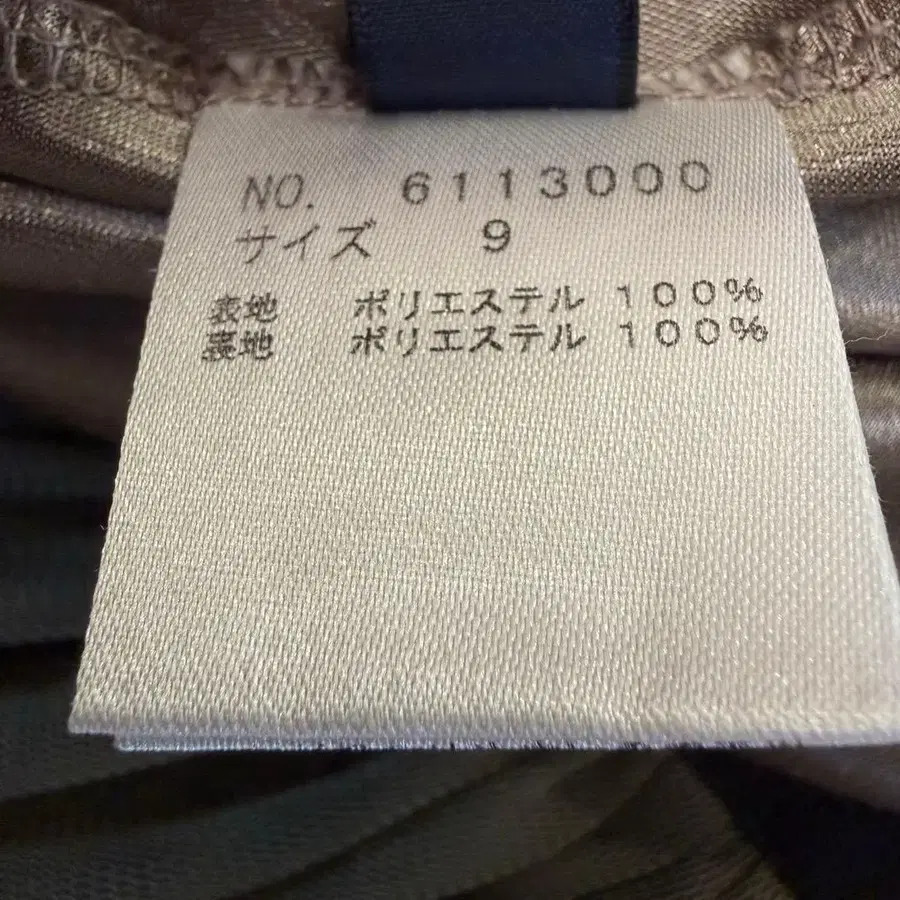 NO. 6113000
サイズ 9
表地 ポリエステル 100%
裏地 ポリエステル 100%